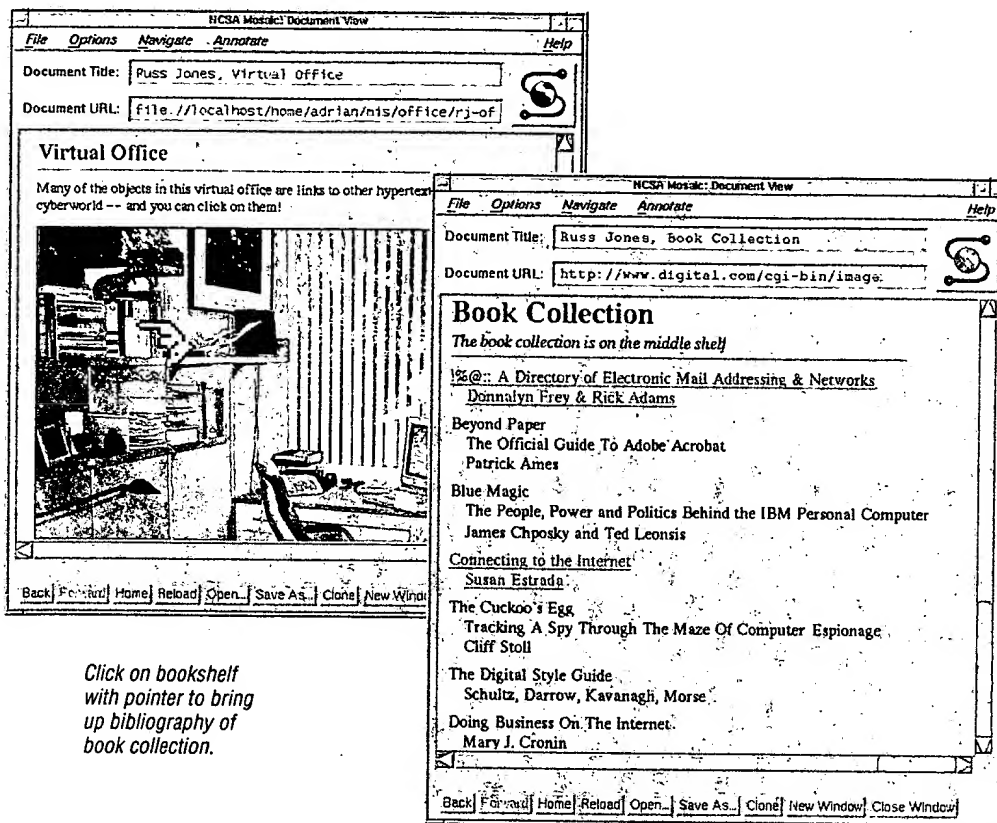 NCSA Mosaic: Document View
File Options Navigate Annotate Help
Document Title: Russ Jones, Virtual Office
Document URL: file://localhost/home/adrian/nis/office/rj-of
Virtual Office
Many of the objects in this virtual office are links to other hypertext
cyberworld -- and you can click on them!
Back Forward Home Reload Open... Save As... Clone New Windo
NCSA Mosaic: Document View
File Options Navigate Annotate Help
Document Title: Russ Jones, Book Collection
Document URL: http://www.digital.com/cgi-bin/image
Book Collection
The book collection is on the middle shelf
!%@:: A Directory of Electronic Mail Addressing & Networks
Donnalyn Frey & Rick Adams
Beyond Paper
The Official Guide To Adobe Acrobat
Patrick Ames
Blue Magic
The People, Power and Politics Behind the IBM Personal Computer
James Chposky and Ted Leonsis
Connecting to the Internet
Susan Estrada
The Cuckoo's Egg
Tracking A Spy Through The Maze Of Computer Espionage
Cliff Stoll
The Digital Style Guide
Schultz, Darrow, Kavanagh, Morse
Doing Business On The Internet
Mary J. Cronin
Back Forward Home Reload Open... Save As... Clone New Window Close Window
Click on bookshelf
with pointer to bring
up bibliography of
book collection.